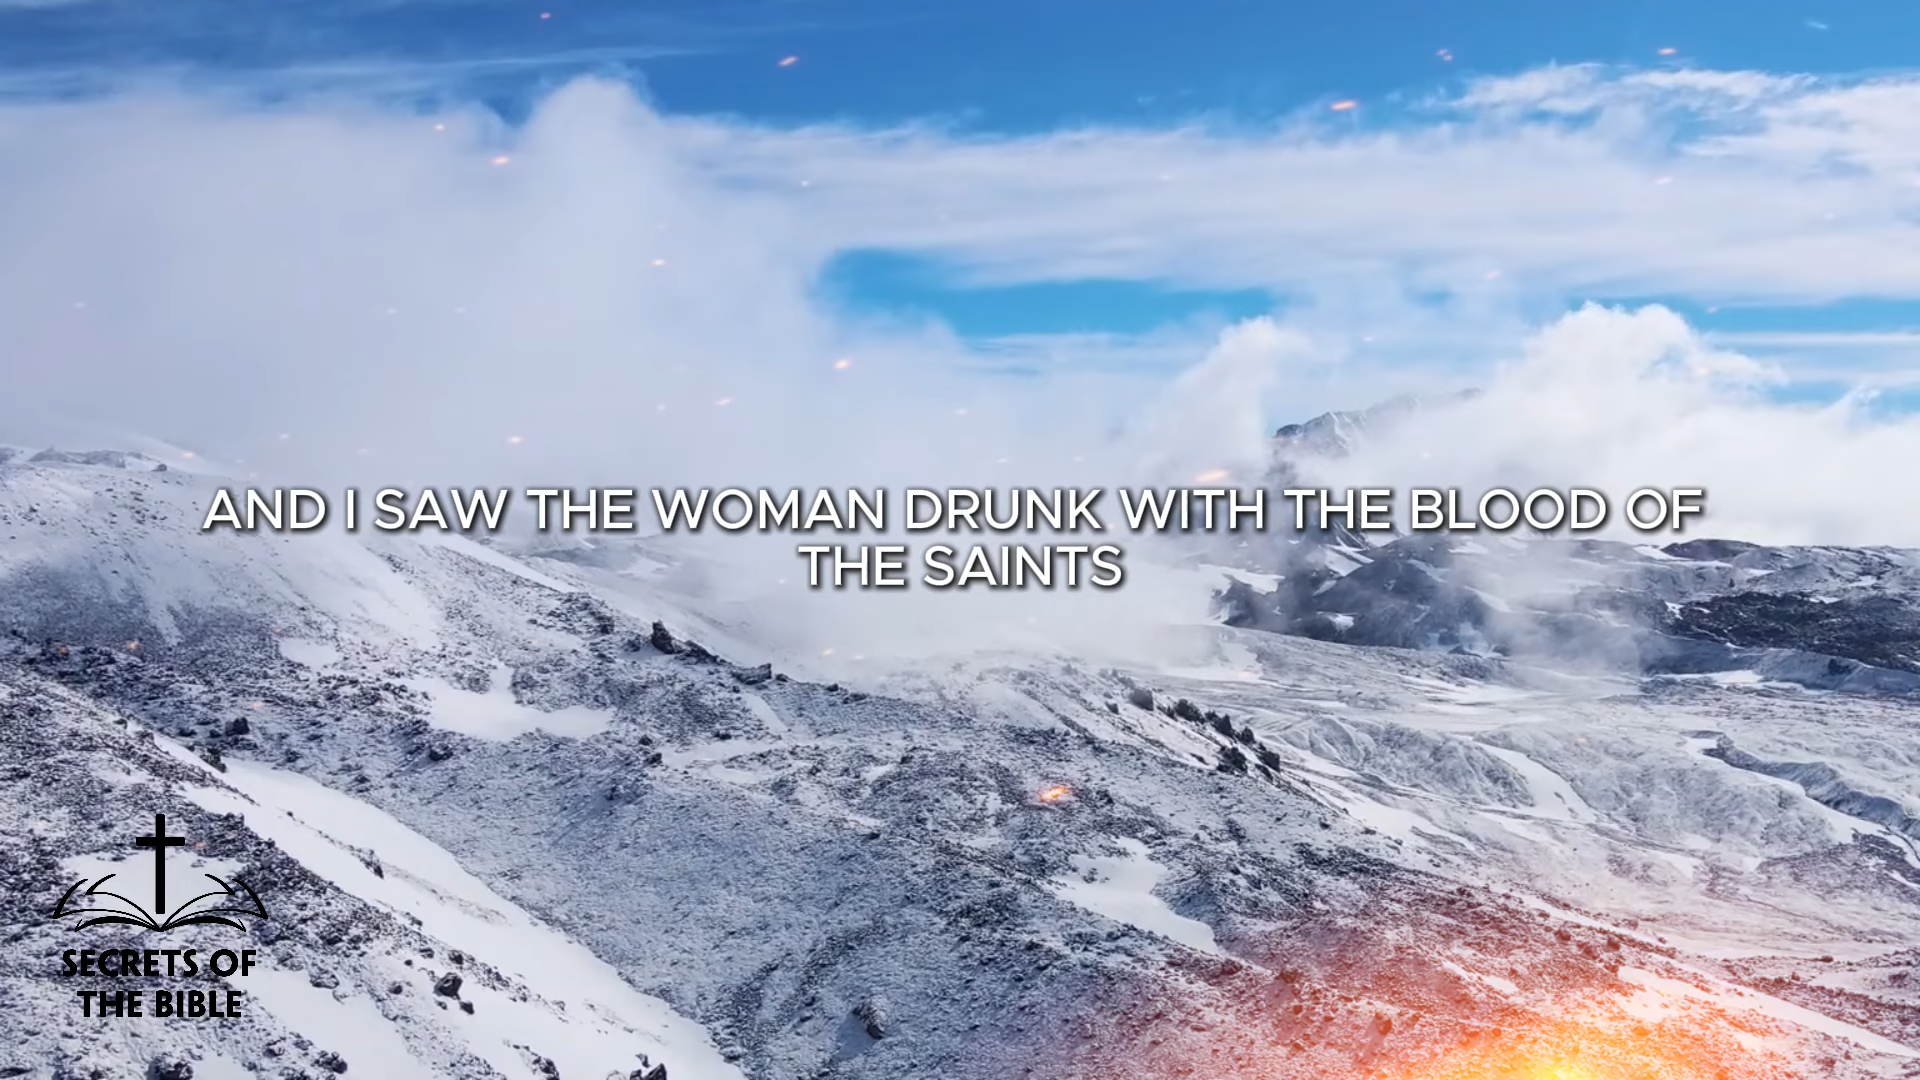 AND I SAW THE WOMAN DRUNK WITH THE BLOOD OF
THE SAINTS
SECRETS OF
THE BIBLE